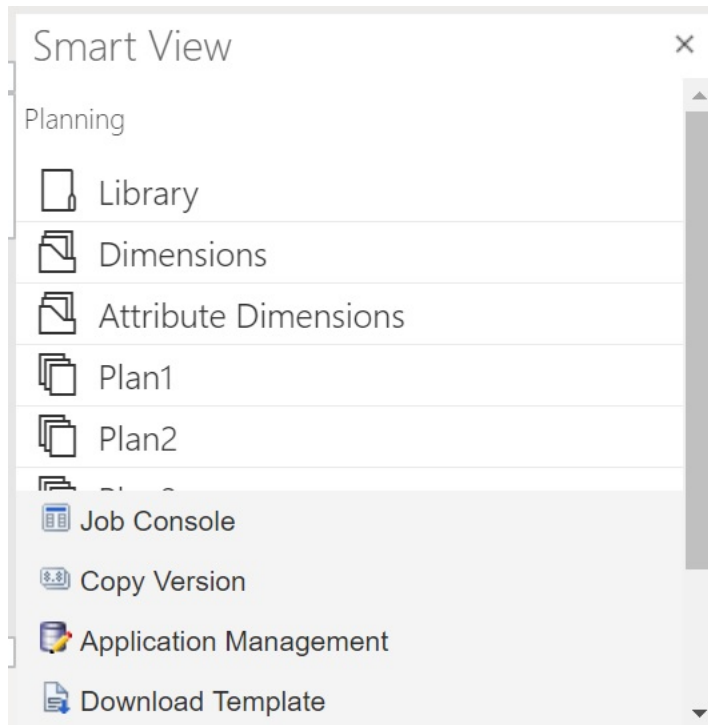 Smart View
Planning
Library
Dimensions
Attribute Dimensions
Plan1
Plan2
Job Console
Copy Version
Application Management
Download Template